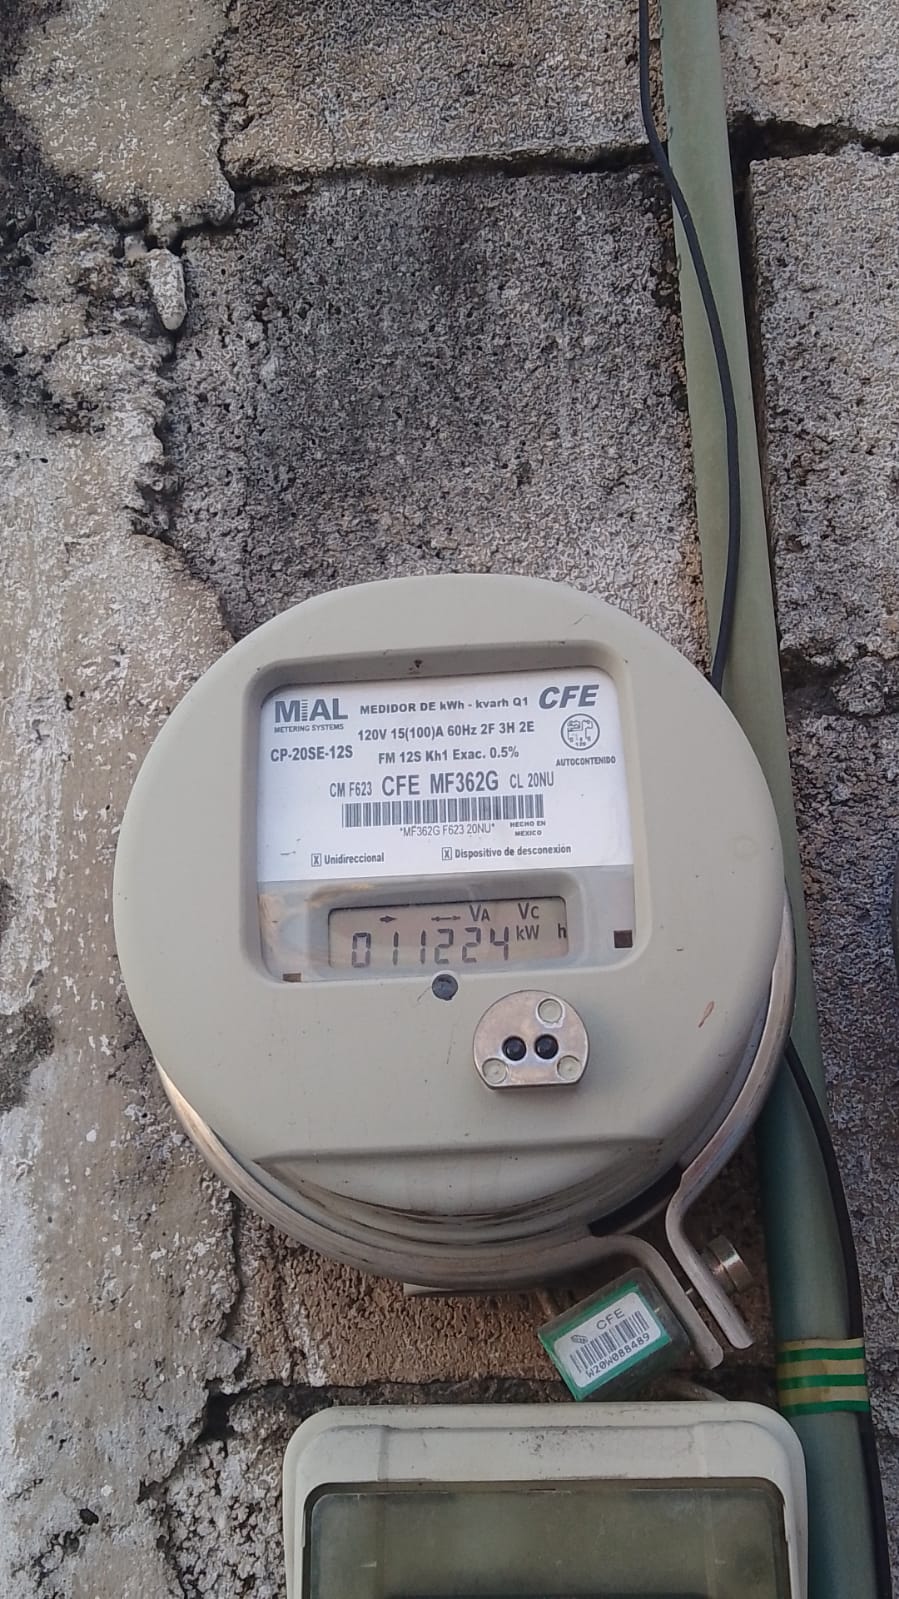 MIAL
METERING SYSTEMS
MEDIDOR DE kWh - kvarh Q1
CFE
120V 15(100)A 60Hz 2F 3H 2E
CP-20SE-12S
FM 12S Kh1 Exac. 0.5%
AUTOCONTENIDO
CM F623 CFE MF362G CL 20NU
*MF362G F623 20NU*
HECHO EN
MÉXICO
X Unidireccional
X Dispositivo de desconexión
VA VC
011224 kW h
CFE
W20W088489